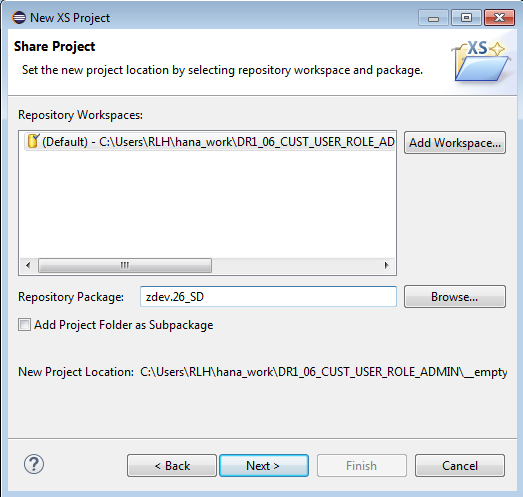 New XS Project
Share Project
Set the new project location by selecting repository workspace and package.
XS
Repository Workspaces:
(Default) - C:\Users\RLH\hana_work\DR1_06_CUST_USER_ROLE_AD
Add Workspace...
Repository Package: zdev.26_SD Browse...
Add Project Folder as Subpackage
New Project Location: C:\Users\RLH\hana_work\DR1_06_CUST_USER_ROLE_ADMIN\__empty
? < Back Next > Finish Cancel